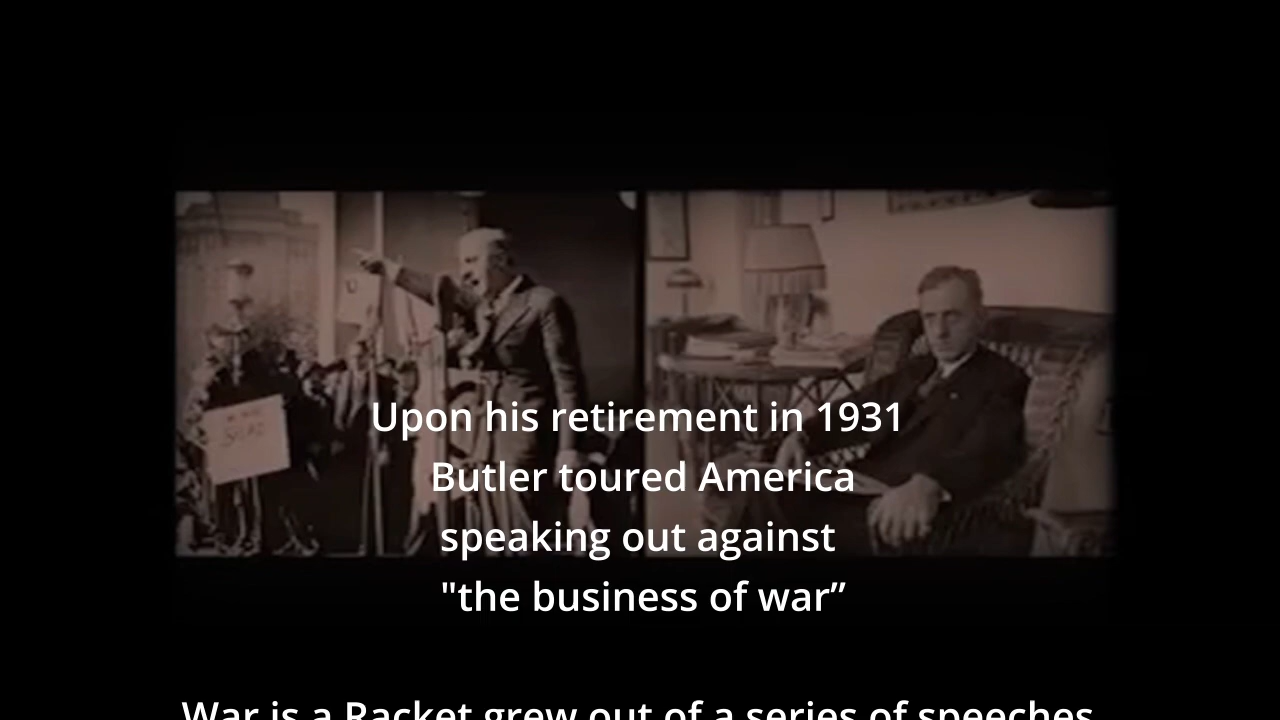 Upon his retirement in 1931
Butler toured America
speaking out against
"the business of war”
War is a Racket grew out of a series of speeches